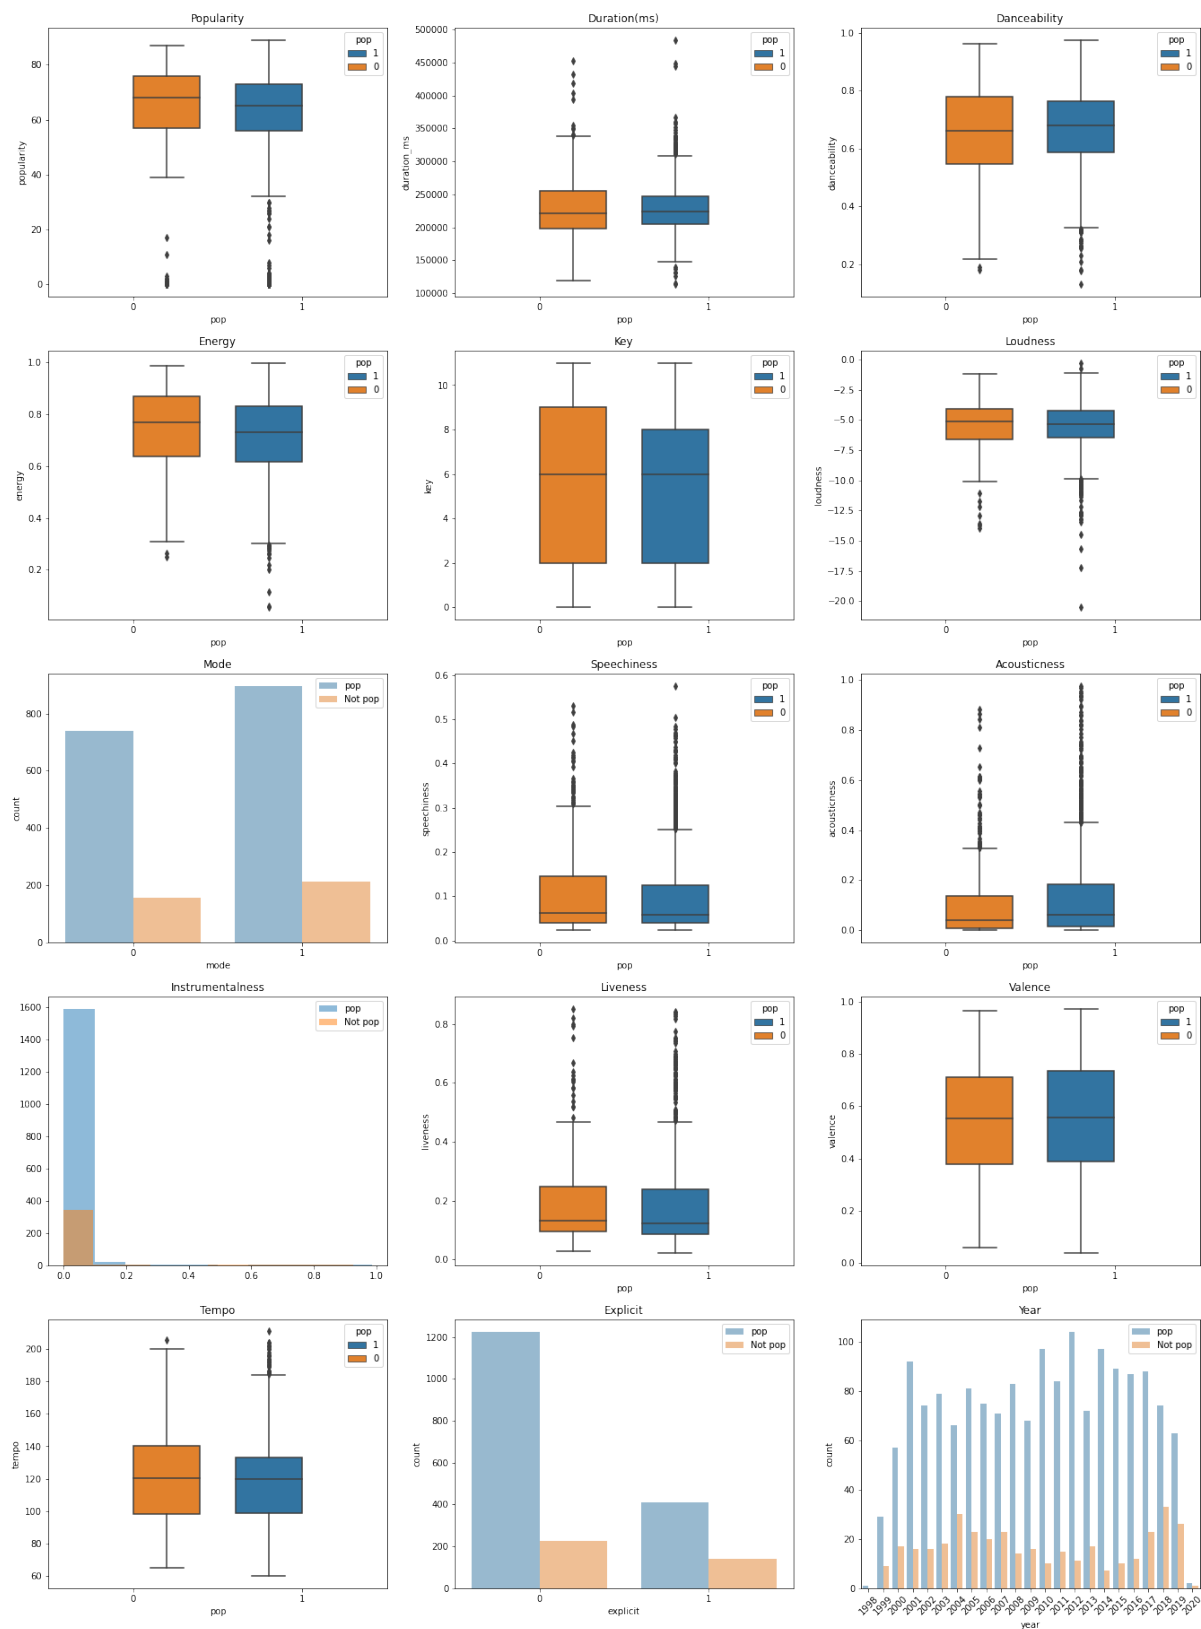 Popularity
popularity
80
60
40
20
0
pop
1
0
0 1
pop
Duration(ms)
duration_ms
500000
450000
400000
350000
300000
250000
200000
150000
100000
pop
1
0
0 1
pop
Danceability
danceability
1.0
0.8
0.6
0.4
0.2
pop
1
0
0 1
pop
Energy
energy
1.0
0.8
0.6
0.4
0.2
pop
1
0
0 1
pop
Key
key
10
8
6
4
2
0
pop
1
0
0 1
pop
Loudness
loudness
0.0
−2.5
−5.0
−7.5
−10.0
−12.5
−15.0
−17.5
−20.0
pop
1
0
0 1
pop
Mode
count
800
600
400
200
0
pop
Not pop
0 1
mode
Speechiness
speechiness
0.6
0.5
0.4
0.3
0.2
0.1
0.0
pop
1
0
0 1
pop
Acousticness
acousticness
1.0
0.8
0.6
0.4
0.2
0.0
pop
1
0
0 1
pop
Instrumentalness
1600
1400
1200
1000
800
600
400
200
0
pop
Not pop
0.0 0.2 0.4 0.6 0.8 1.0
Liveness
liveness
0.8
0.6
0.4
0.2
0.0
pop
1
0
0 1
pop
Valence
valence
1.0
0.8
0.6
0.4
0.2
0.0
pop
1
0
0 1
pop
Tempo
tempo
200
180
160
140
120
100
80
60
pop
1
0
0 1
pop
Explicit
count
1200
1000
800
600
400
200
0
pop
Not pop
0 1
explicit
Year
count
100
80
60
40
20
0
pop
Not pop
1998 1999 2000 2001 2002 2003 2004 2005 2006 2007 2008 2009 2010 2011 2012 2013 2014 2015 2016 2017 2018 2019 2020
year